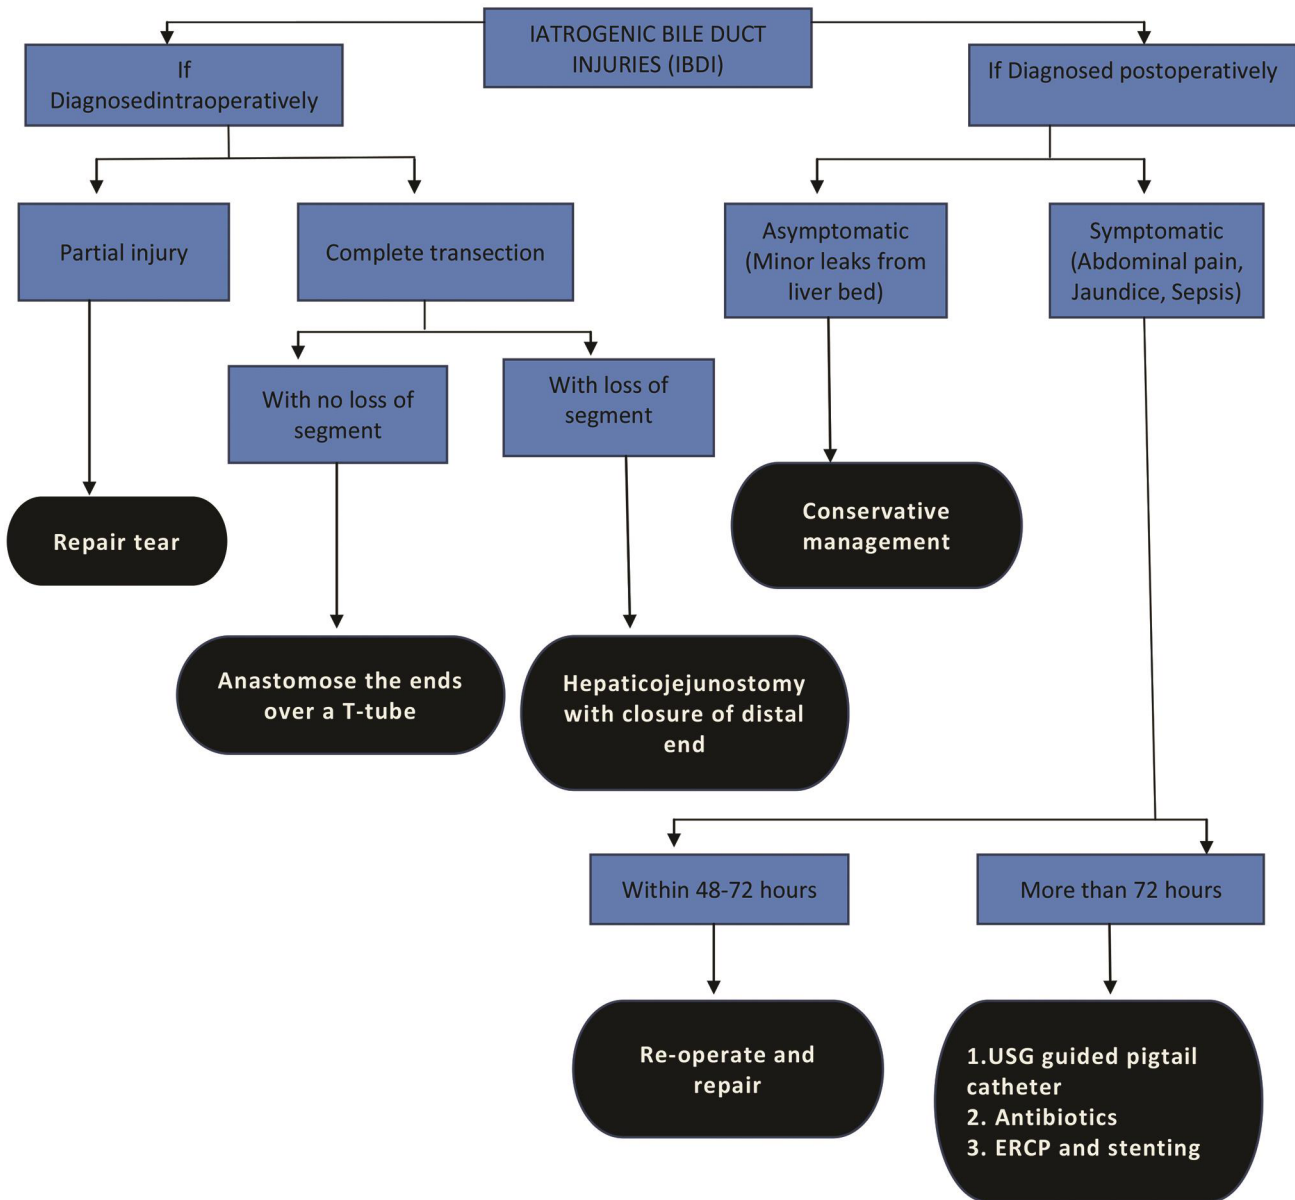 IATROGENIC BILE DUCT
INJURIES (IBDI)
If
Diagnosedintraoperatively
If Diagnosed postoperatively
Partial injury
Complete transection
Asymptomatic
(Minor leaks from
liver bed)
Symptomatic
(Abdominal pain,
Jaundice, Sepsis)
With no loss of
segment
With loss of
segment
Repair tear
Conservative
management
Anastomose the ends
over a T-tube
Hepaticojejunostomy
with closure of distal
end
Within 48-72 hours
More than 72 hours
Re-operate and
repair
1.USG guided pigtail
catheter
2. Antibiotics
3. ERCP and stenting